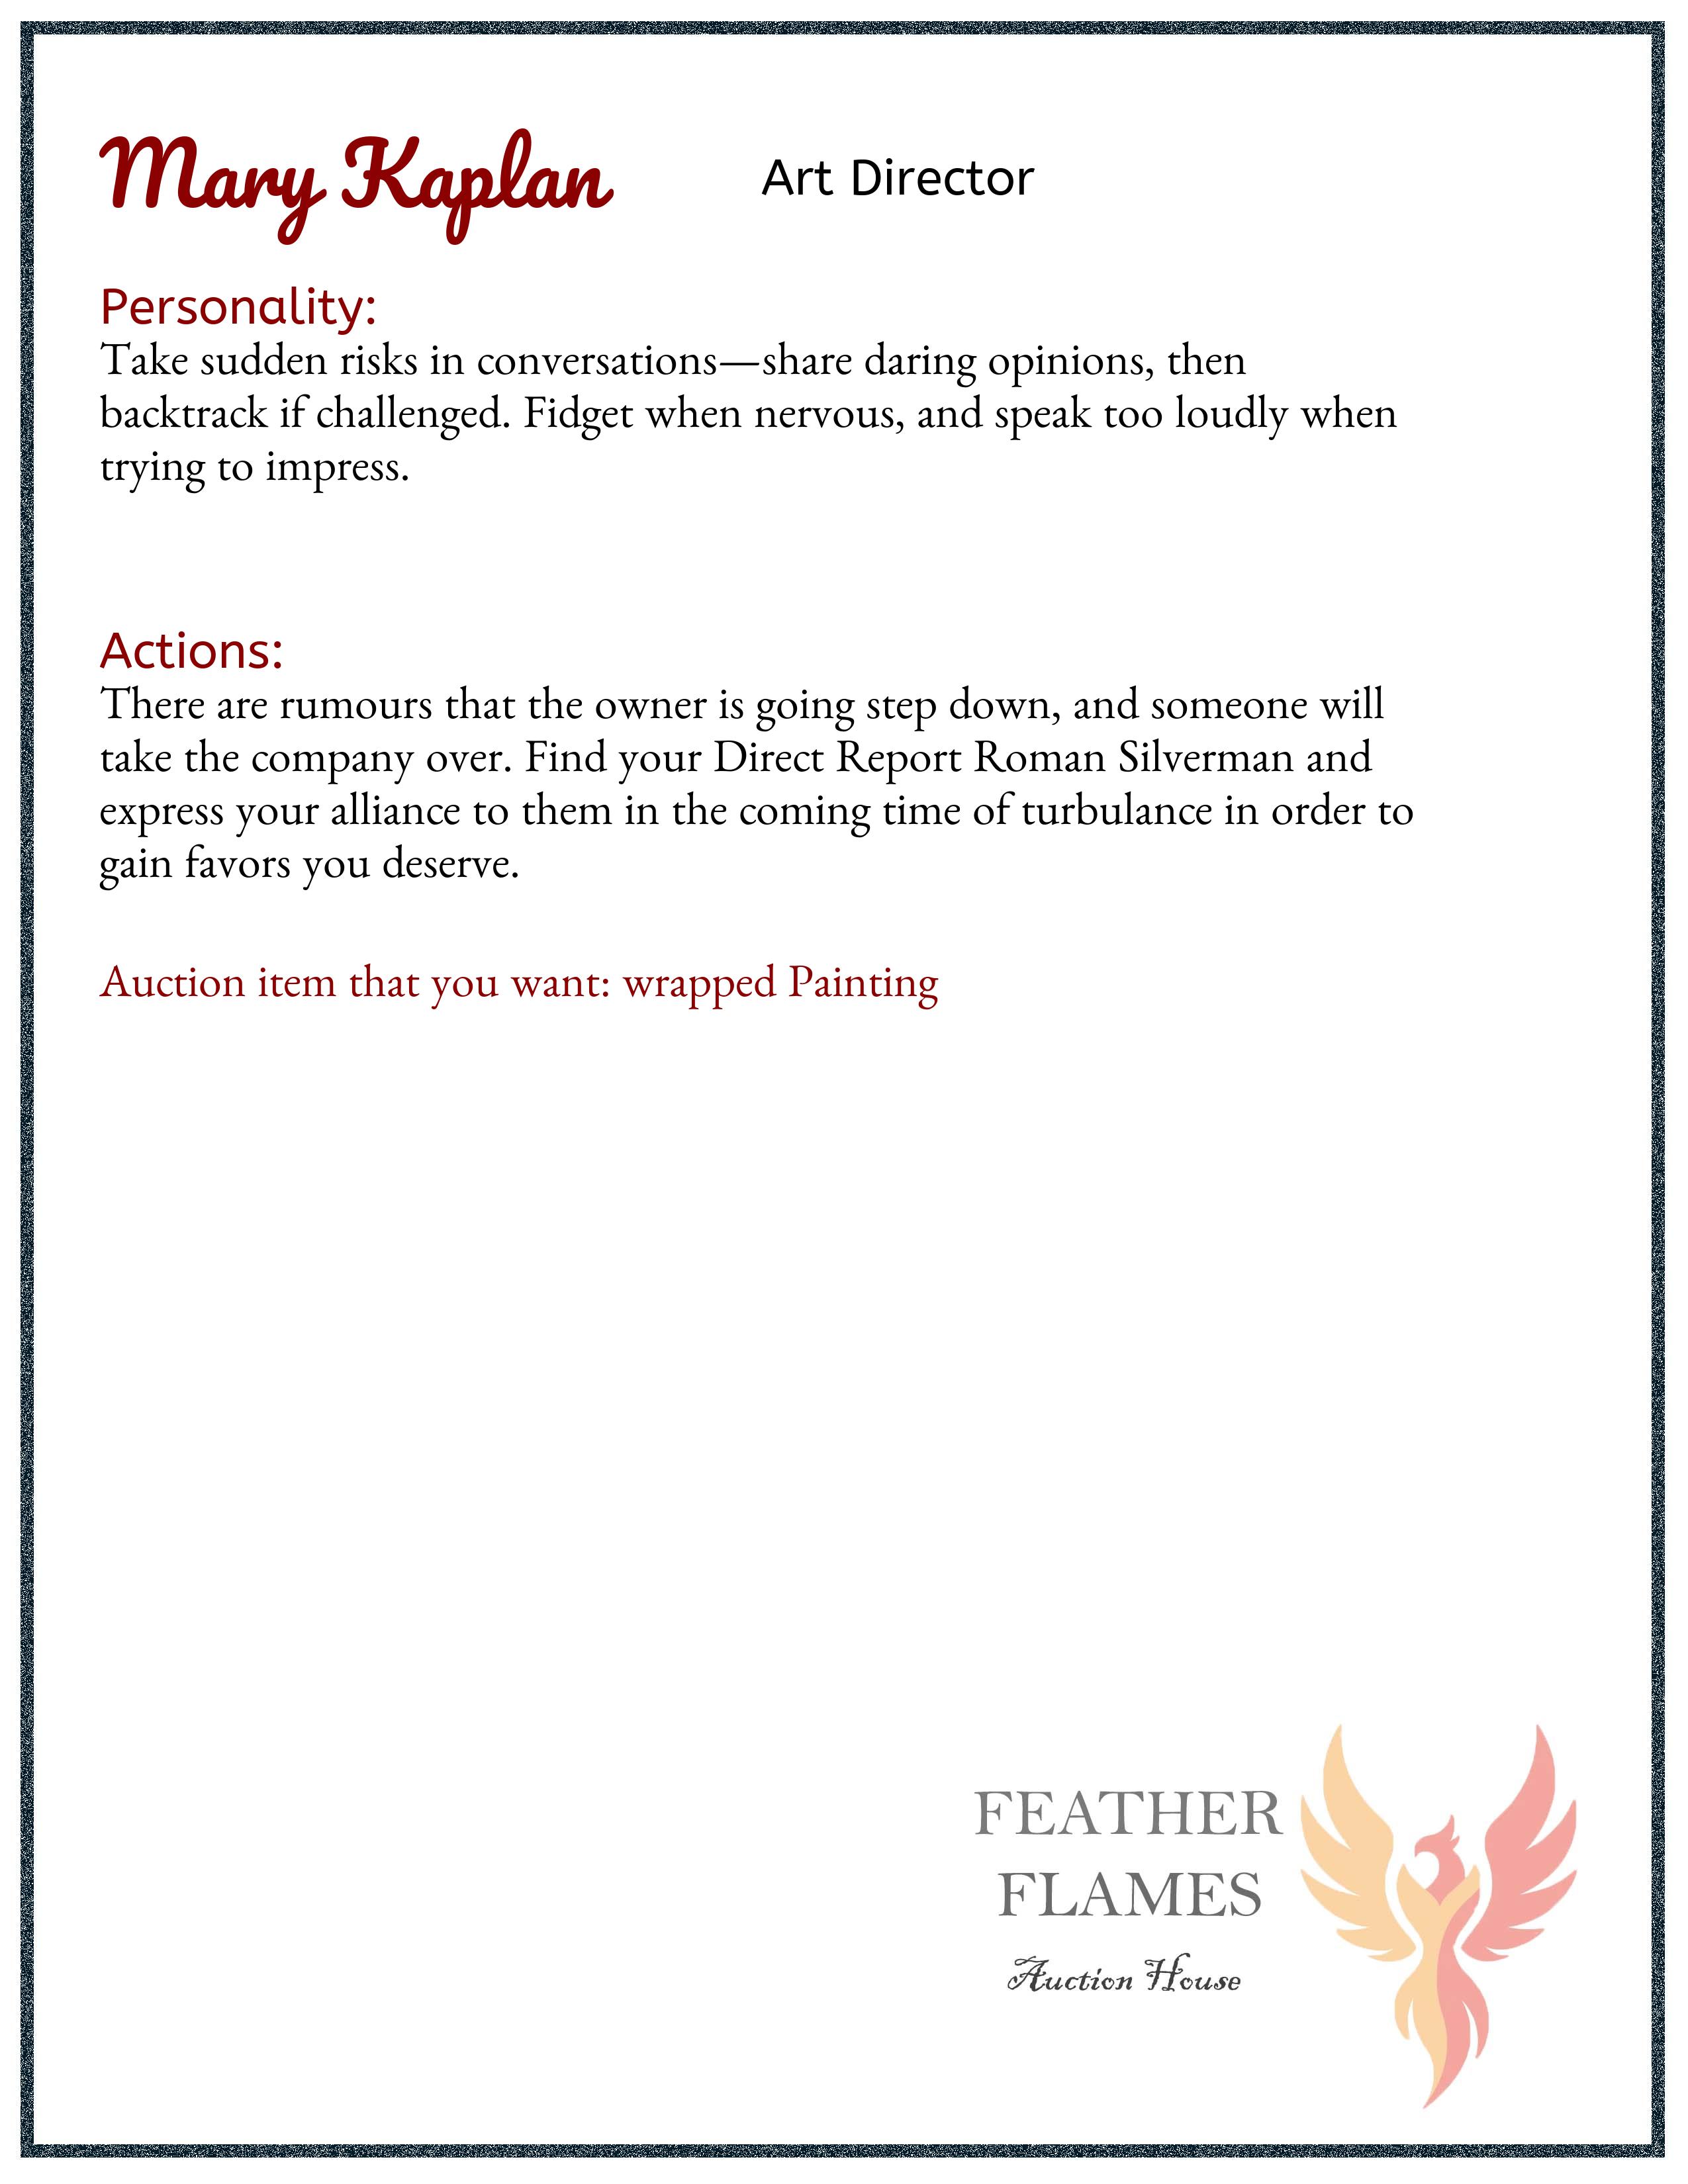 Mary Kaplan
Art Director
Personality:
Take sudden risks in conversations—share daring opinions, then
backtrack if challenged. Fidget when nervous, and speak too loudly when
trying to impress.
Actions:
There are rumours that the owner is going step down, and someone will
take the company over. Find your Direct Report Roman Silverman and
express your alliance to them in the coming time of turbulance in order to
gain favors you deserve.
Auction item that you want: wrapped Painting
FEATHER
FLAMES
Auction House